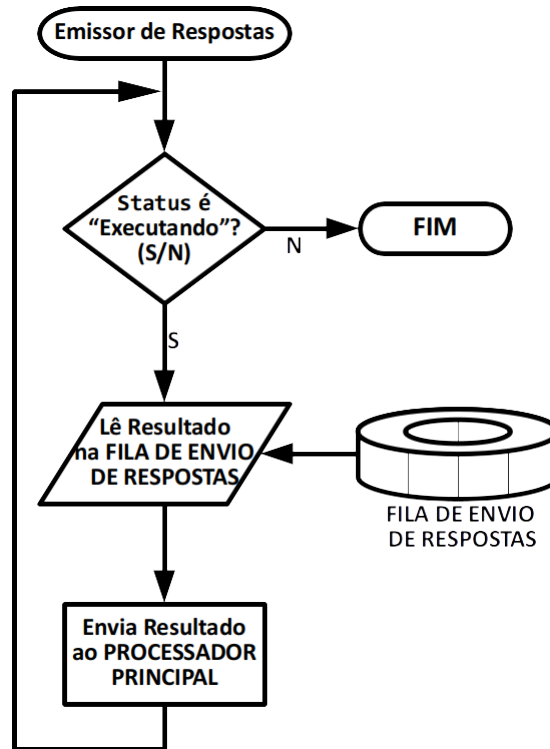 Emissor de Respostas
Status é
“Executando”?
(S/N)
N
FIM
S
Lê Resultado
na FILA DE ENVIO
DE RESPOSTAS
FILA DE ENVIO
DE RESPOSTAS
Envia Resultado
ao PROCESSADOR
PRINCIPAL